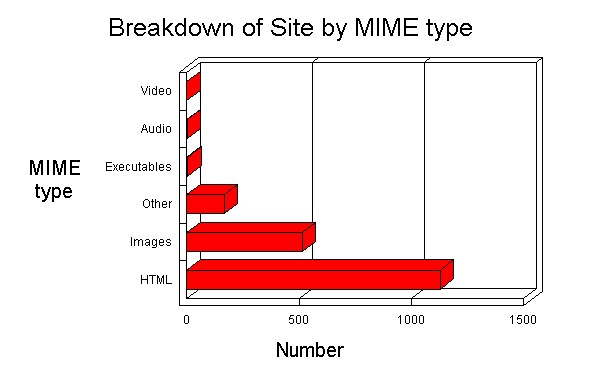 Breakdown of Site by MIME type
Video
Audio
Executables
MIME
type
Other
Images
HTML
0 500 1000 1500
Number